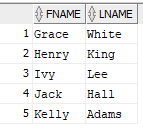 FNAME LNAME
1 Grace White
2 Henry King
3 Ivy Lee
4 Jack Hall
5 Kelly Adams